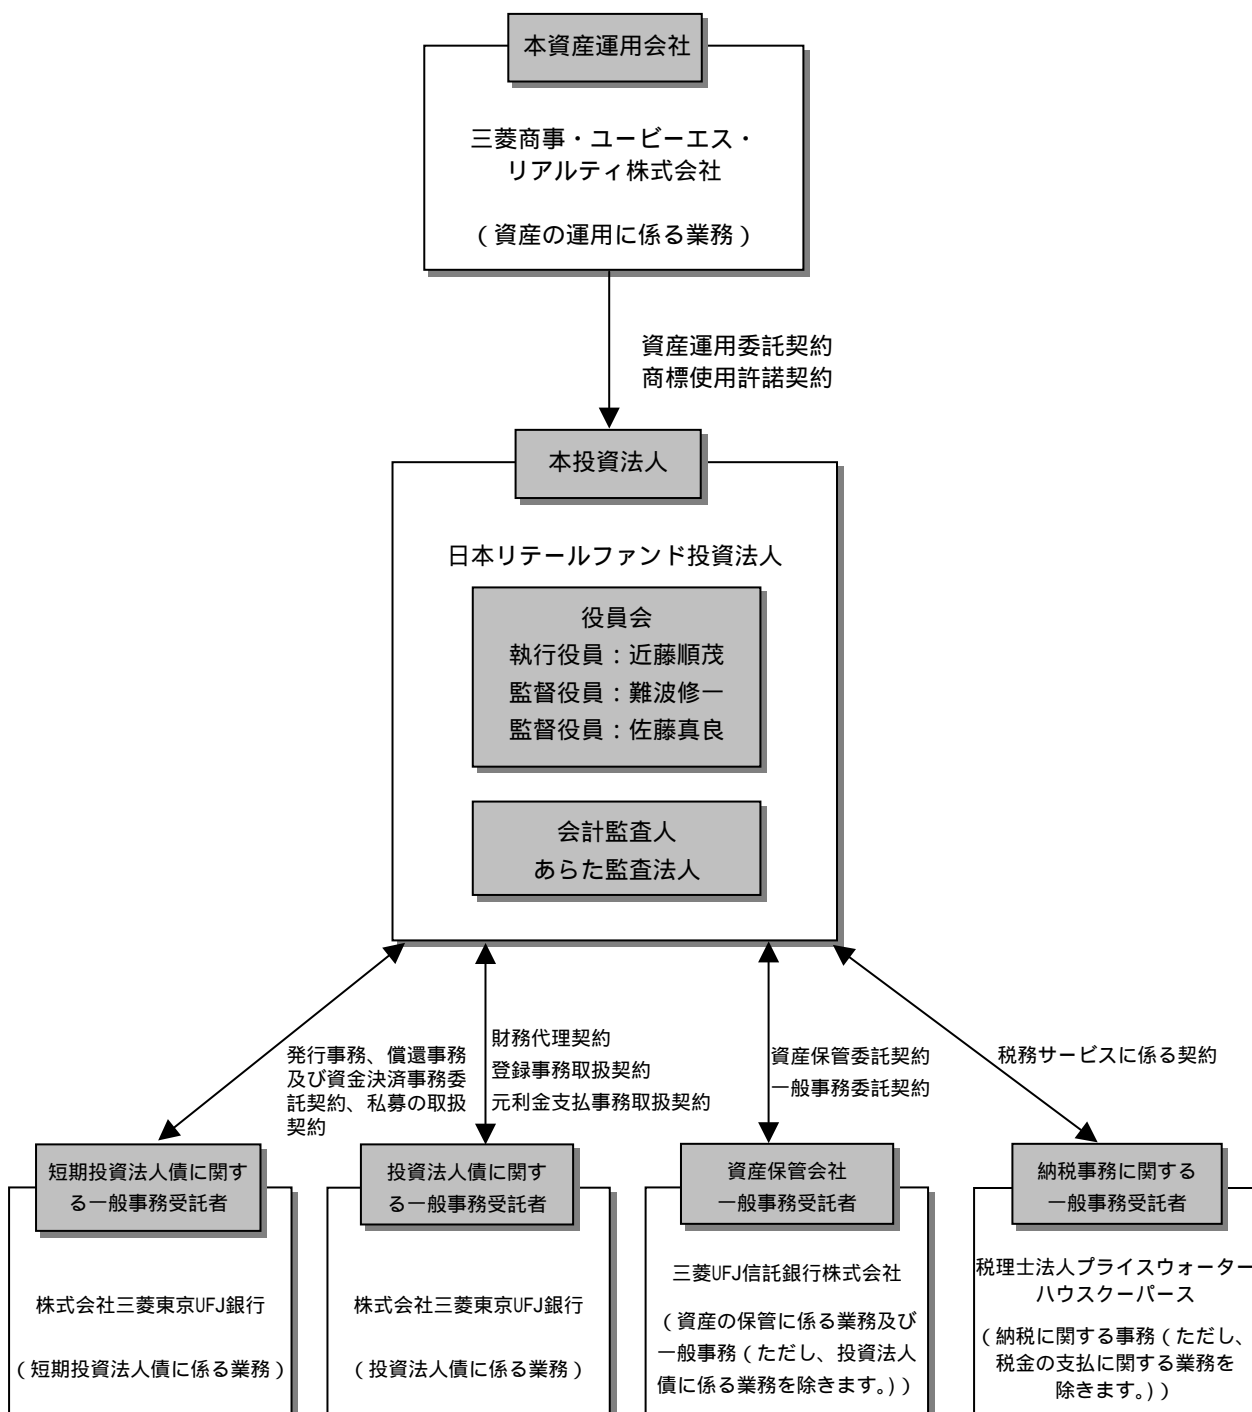 本資産運用会社
三菱商事・ユービーエス・
リアルティ株式会社
(資産の運用に係る業務)
資産運用委託契約
商標使用許諾契約
本投資法人
日本リテールファンド投資法人
役員会
執行役員:近藤順茂
監督役員:難波修一
監督役員:佐藤真良
会計監査人
あらた監査法人
発行事務、償還事務
及び資金決済事務委
託契約、私募の取扱
契約
財務代理契約
登録事務取扱契約
元利金支払事務取扱契約
資産保管委託契約
一般事務委託契約
税務サービスに係る契約
短期投資法人債に関す
る一般事務受託者
株式会社三菱東京UFJ銀行
(短期投資法人債に係る業務)
投資法人債に関す
る一般事務受託者
株式会社三菱東京UFJ銀行
(投資法人債に係る業務)
資産保管会社
一般事務受託者
三菱UFJ信託銀行株式会社
(資産の保管に係る業務及び
一般事務(ただし、投資法人
債に係る業務を除きます。))
納税事務に関する
一般事務受託者
税理士法人プライスウォーター
ハウスクーパース
(納税に関する事務(ただし、
税金の支払に関する業務を
除きます。))